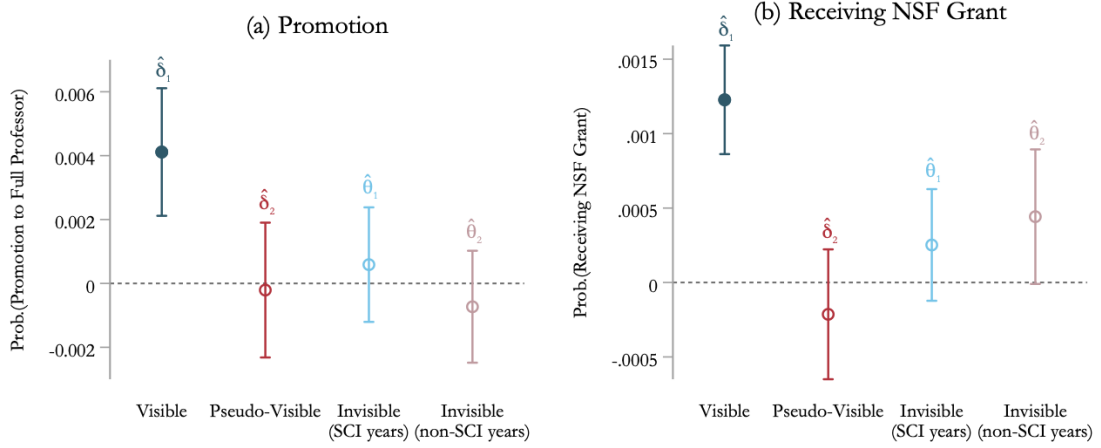 (a) Promotion
Prob.(Promotion to Full Professor)
0.006
0.004
0.002
0
-0.002
δ̂₁
δ̂₂
θ̂₁
θ̂₂
Visible
Pseudo-Visible
Invisible
(SCI years)
Invisible
(non-SCI years)
(b) Receiving NSF Grant
Prob.(Receiving NSF Grant)
.0015
.001
.0005
0
-.0005
δ̂₁
δ̂₂
θ̂₁
θ̂₂
Visible
Pseudo-Visible
Invisible
(SCI years)
Invisible
(non-SCI years)